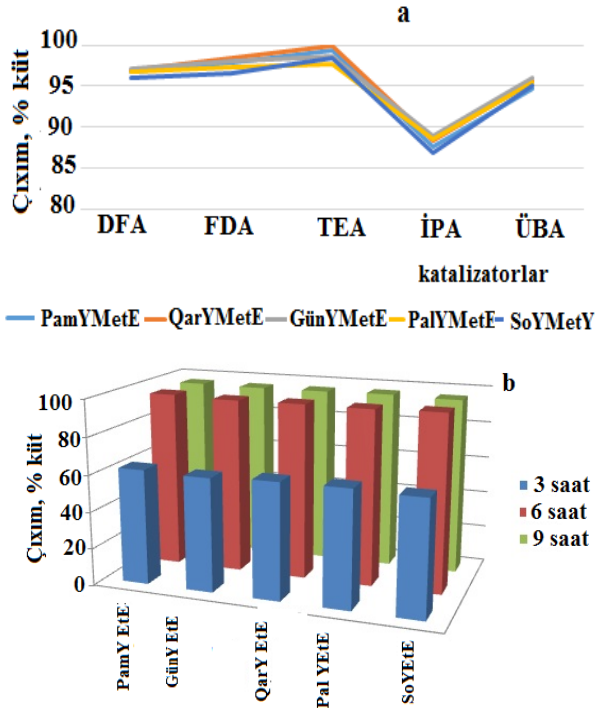 a
Çıxım, % küt
100
95
90
85
80
DFA FDA TEA İPA ÜBA
katalizatorlar
PamYMetE QarYMetE GünYMetE PalYMetE SoYMetY
b
Çıxım, % küt
100
80
60
40
20
0
3 saat
6 saat
9 saat
PamY EtE
GünY EtE
QarY EtE
Pal YEtE
SoYEtE